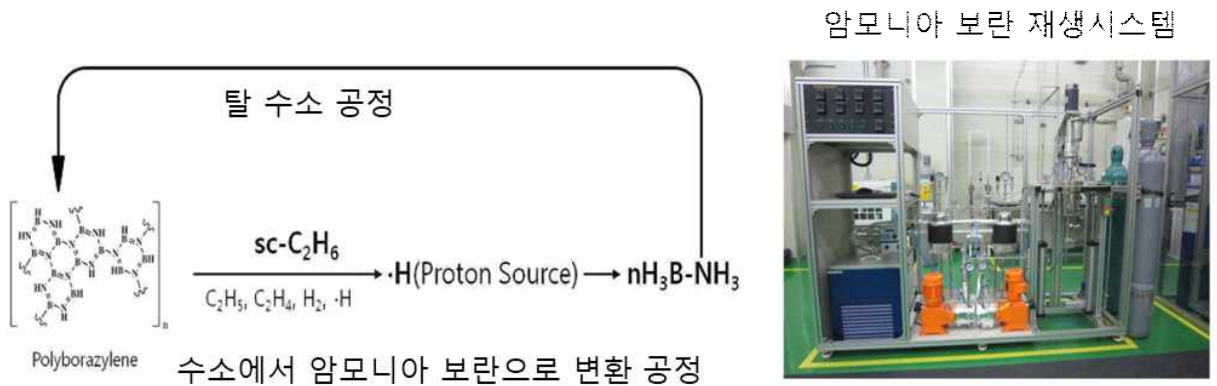 암모니아 보란 재생시스템
탈 수소 공정
sc-C₂H₆
·H(Proton Source)
nH₃B-NH₃
C₂H₅, C₂H₄, H₂, ·H
n
Polyborazylene
수소에서 암모니아 보란으로 변환 공정